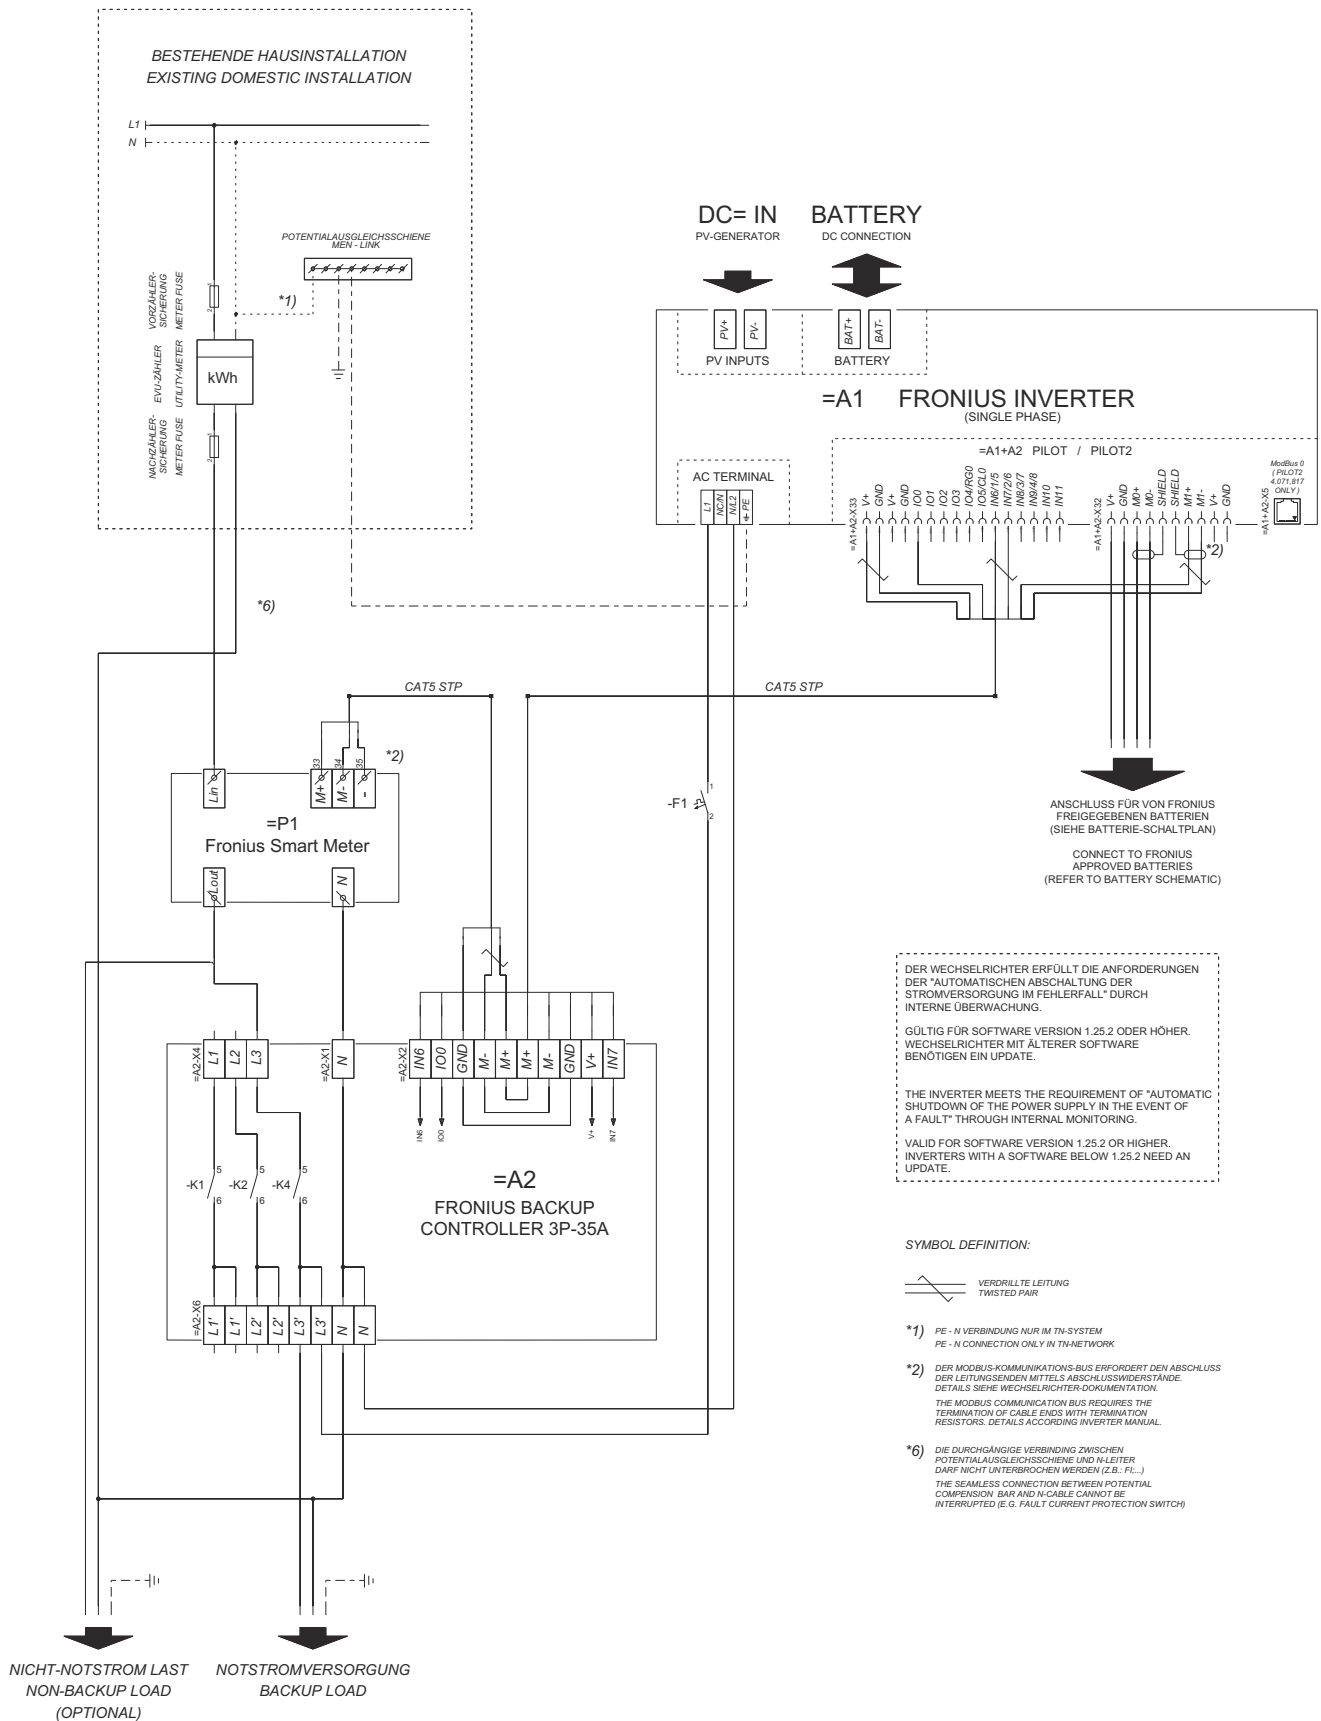 BESTEHENDE HAUSINSTALLATION
EXISTING DOMESTIC INSTALLATION
L1
N
POTENTIALAUSGLEICHSSCHIENE
MEN - LINK
*1)
VORZÄHLER-
SICHERUNG
METER FUSE
1
2
EVU-ZÄHLER
UTILITY-METER
kWh
NACHZÄHLER-
SICHERUNG
METER FUSE
1
2
*6)
DC= IN
PV-GENERATOR
BATTERY
DC CONNECTION
PV+
PV-
PV INPUTS
BAT+
BAT-
BATTERY
=A1 FRONIUS INVERTER
(SINGLE PHASE)
AC TERMINAL
L1
NC/N
N/L2
PE
=A1+A2 PILOT / PILOT2
=A1+A2-X33
V+
GND
V+
GND
IO0
IO1
IO2
IO3
IO4/RG0
IO5/CL0
IN6/1/5
IN7/2/6
IN8/3/7
IN9/4/8
IN10
IN11
=A1+A2-X32
V+
GND
M0+
M0-
SHIELD
SHIELD
M1+
M1-
V+
GND
=A1+A2-X5
ModBus 0
( PILOT2
4,071,817
ONLY )
*2)
CAT5 STP
CAT5 STP
*2)
Lin
33
34
35
M+
M-
-
=P1
Fronius Smart Meter
Lout
N
-F1
1
2
ANSCHLUSS FÜR VON FRONIUS
FREIGEGEBENEN BATTERIEN
(SIEHE BATTERIE-SCHALTPLAN)
CONNECT TO FRONIUS
APPROVED BATTERIES
(REFER TO BATTERY SCHEMATIC)
=A2-X4
L1
L2
L3
=A2-X1
N
=A2-X2
IN6
IO0
GND
M-
M+
M+
M-
GND
V+
IN7
IN6
IO0
V+
IN7
-K1
5
6
-K2
5
6
-K4
5
6
=A2
FRONIUS BACKUP
CONTROLLER 3P-35A
=A2-X6
L1'
L1'
L2'
L2'
L3'
L3'
N
N
DER WECHSELRICHTER ERFÜLLT DIE ANFORDERUNGEN
DER "AUTOMATISCHEN ABSCHALTUNG DER
STROMVERSORGUNG IM FEHLERFALL" DURCH
INTERNE ÜBERWACHUNG.
GÜLTIG FÜR SOFTWARE VERSION 1.25.2 ODER HÖHER.
WECHSELRICHTER MIT ÄLTERER SOFTWARE
BENÖTIGEN EIN UPDATE.
THE INVERTER MEETS THE REQUIREMENT OF "AUTOMATIC
SHUTDOWN OF THE POWER SUPPLY IN THE EVENT OF
A FAULT" THROUGH INTERNAL MONITORING.
VALID FOR SOFTWARE VERSION 1.25.2 OR HIGHER.
INVERTERS WITH A SOFTWARE BELOW 1.25.2 NEED AN
UPDATE.
SYMBOL DEFINITION:
VERDRILLTE LEITUNG
TWISTED PAIR
*1) PE - N VERBINDUNG NUR IM TN-SYSTEM
PE - N CONNECTION ONLY IN TN-NETWORK
*2) DER MODBUS-KOMMUNIKATIONS-BUS ERFORDERT DEN ABSCHLUSS
DER LEITUNGSENDEN MITTELS ABSCHLUSSWIDERSTÄNDE.
DETAILS SIEHE WECHSELRICHTER-DOKUMENTATION.
THE MODBUS COMMUNICATION BUS REQUIRES THE
TERMINATION OF CABLE ENDS WITH TERMINATION
RESISTORS. DETAILS ACCORDING INVERTER MANUAL.
*6) DIE DURCHGÄNGIGE VERBINDING ZWISCHEN
POTENTIALAUSGLEICHSSCHIENE UND N-LEITER
DARF NICHT UNTERBROCHEN WERDEN (Z.B.: FI;...)
THE SEAMLESS CONNECTION BETWEEN POTENTIAL
COMPENSION BAR AND N-CABLE CANNOT BE
INTERRUPTED (E.G. FAULT CURRENT PROTECTION SWITCH)
NICHT-NOTSTROM LAST
NON-BACKUP LOAD
(OPTIONAL)
NOTSTROMVERSORGUNG
BACKUP LOAD